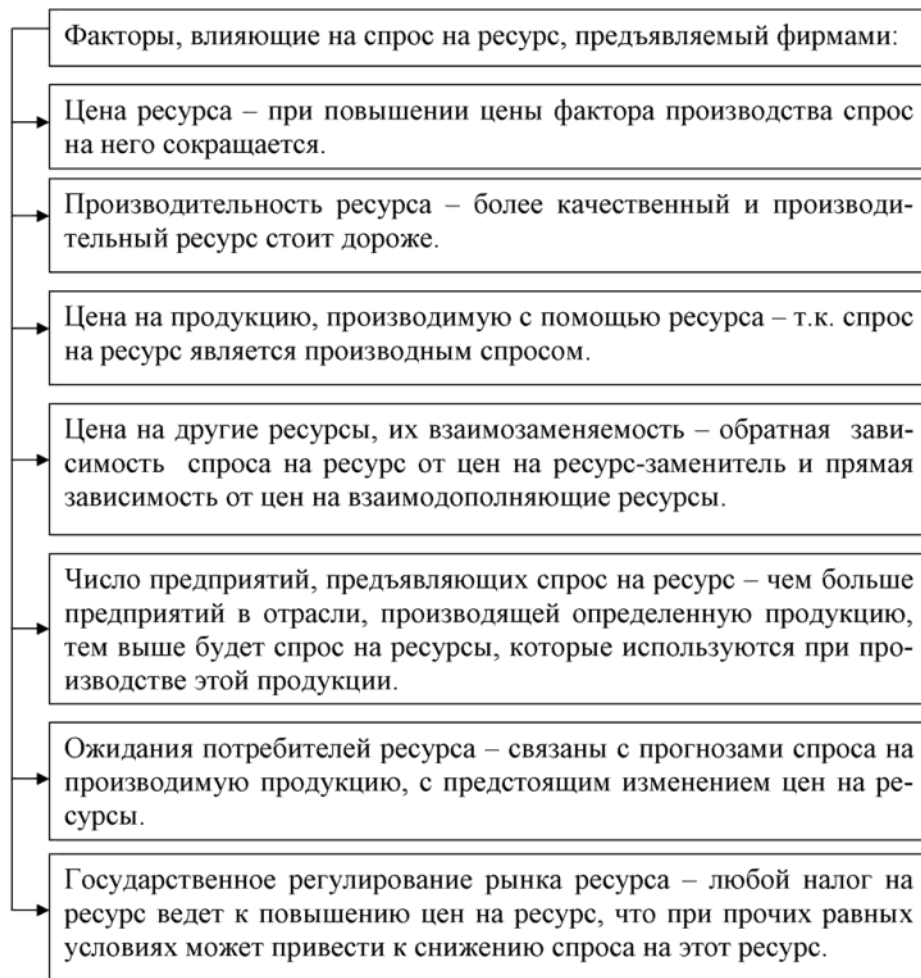 Факторы, влияющие на спрос на ресурс, предъявляемый фирмами:
Цена ресурса – при повышении цены фактора производства спрос
на него сокращается.
Производительность ресурса – более качественный и производи-
тельный ресурс стоит дороже.
Цена на продукцию, производимую с помощью ресурса – т.к. спрос
на ресурс является производным спросом.
Цена на другие ресурсы, их взаимозаменяемость – обратная зави-
симость спроса на ресурс от цен на ресурс-заменитель и прямая
зависимость от цен на взаимодополняющие ресурсы.
Число предприятий, предъявляющих спрос на ресурс – чем больше
предприятий в отрасли, производящей определенную продукцию,
тем выше будет спрос на ресурсы, которые используются при про-
изводстве этой продукции.
Ожидания потребителей ресурса – связаны с прогнозами спроса на
производимую продукцию, с предстоящим изменением цен на ре-
сурсы.
Государственное регулирование рынка ресурса – любой налог на
ресурс ведет к повышению цен на ресурс, что при прочих равных
условиях может привести к снижению спроса на этот ресурс.